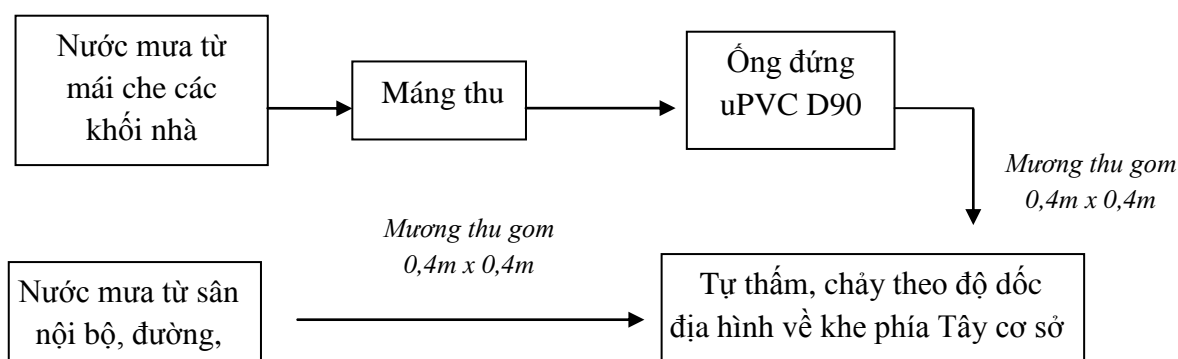 Nước mưa từ
mái che các
khối nhà
Máng thu
Ống đứng
uPVC D90
Mương thu gom
0,4m x 0,4m
Mương thu gom
0,4m x 0,4m
Nước mưa từ sân
nội bộ, đường,
Tự thấm, chảy theo độ dốc
địa hình về khe phía Tây cơ sở